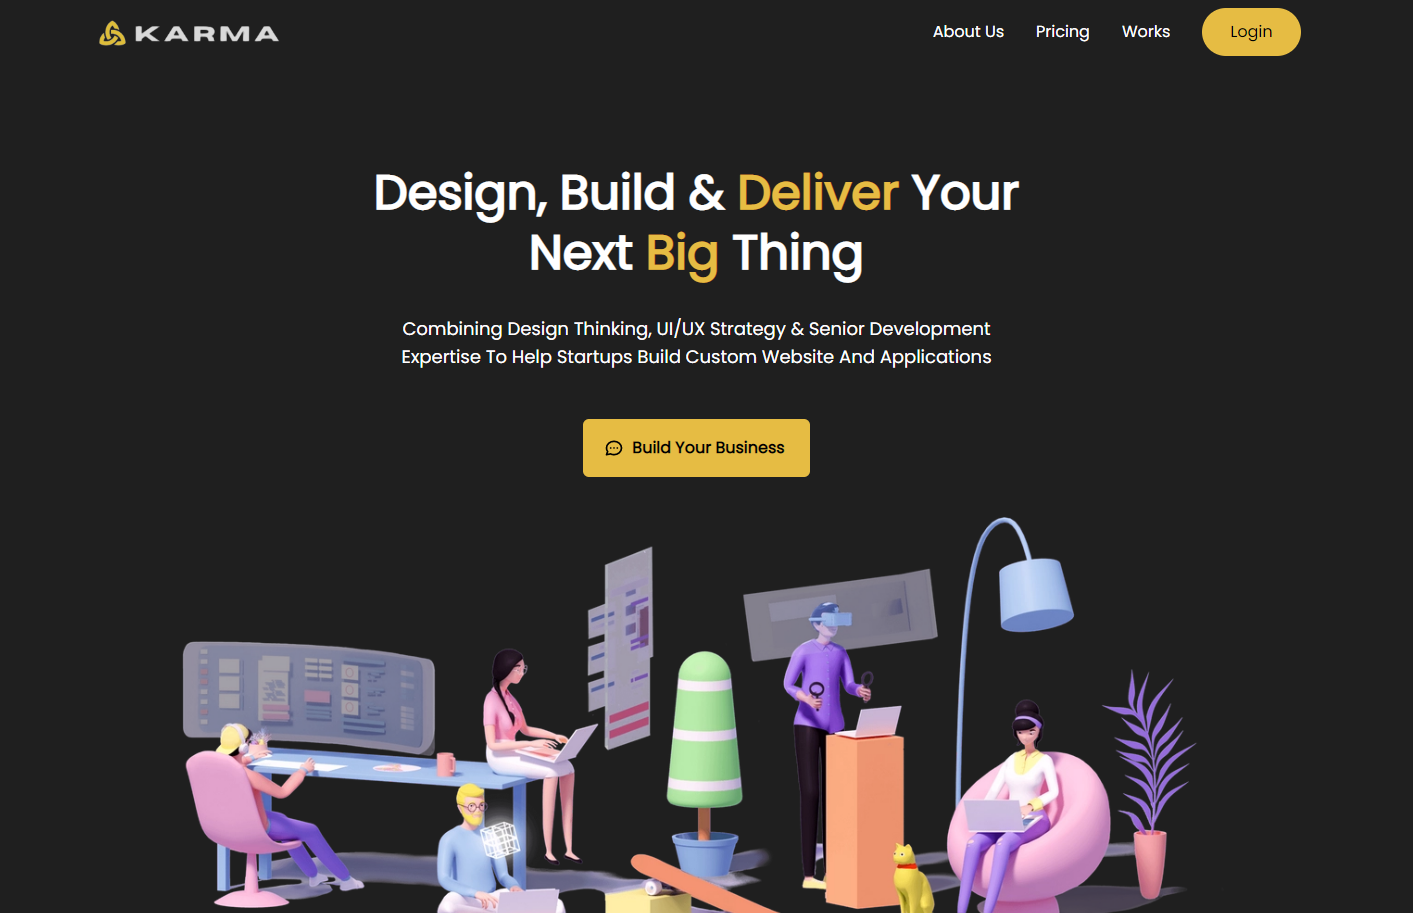 KARMA
About Us
Pricing
Works
Login
Design, Build & Deliver Your
Next Big Thing
Combining Design Thinking, UI/UX Strategy & Senior Development
Expertise To Help Startups Build Custom Website And Applications
Build Your Business